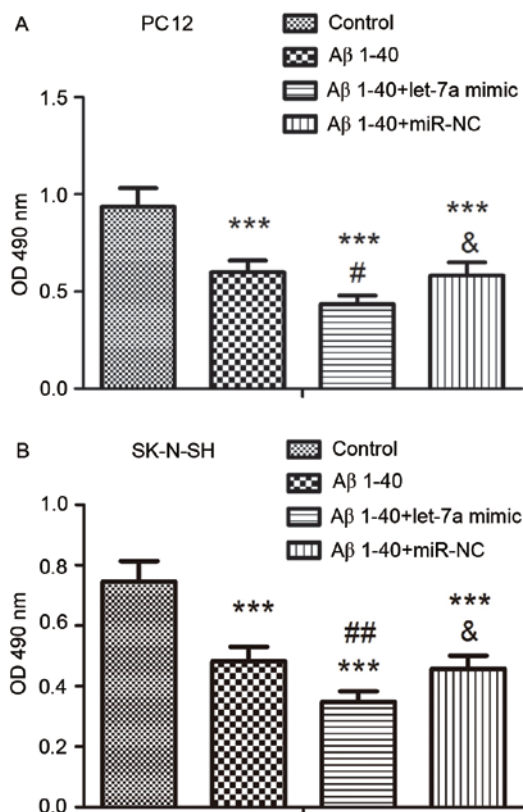 A PC12
Control
Aβ 1-40
Aβ 1-40+let-7a mimic
Aβ 1-40+miR-NC
1.5
1.0
0.5
0.0
OD 490 nm
***
***
#
***
&
B SK-N-SH
Control
Aβ 1-40
Aβ 1-40+let-7a mimic
Aβ 1-40+miR-NC
0.8
0.6
0.4
0.2
0.0
OD 490 nm
***
##
***
***
&